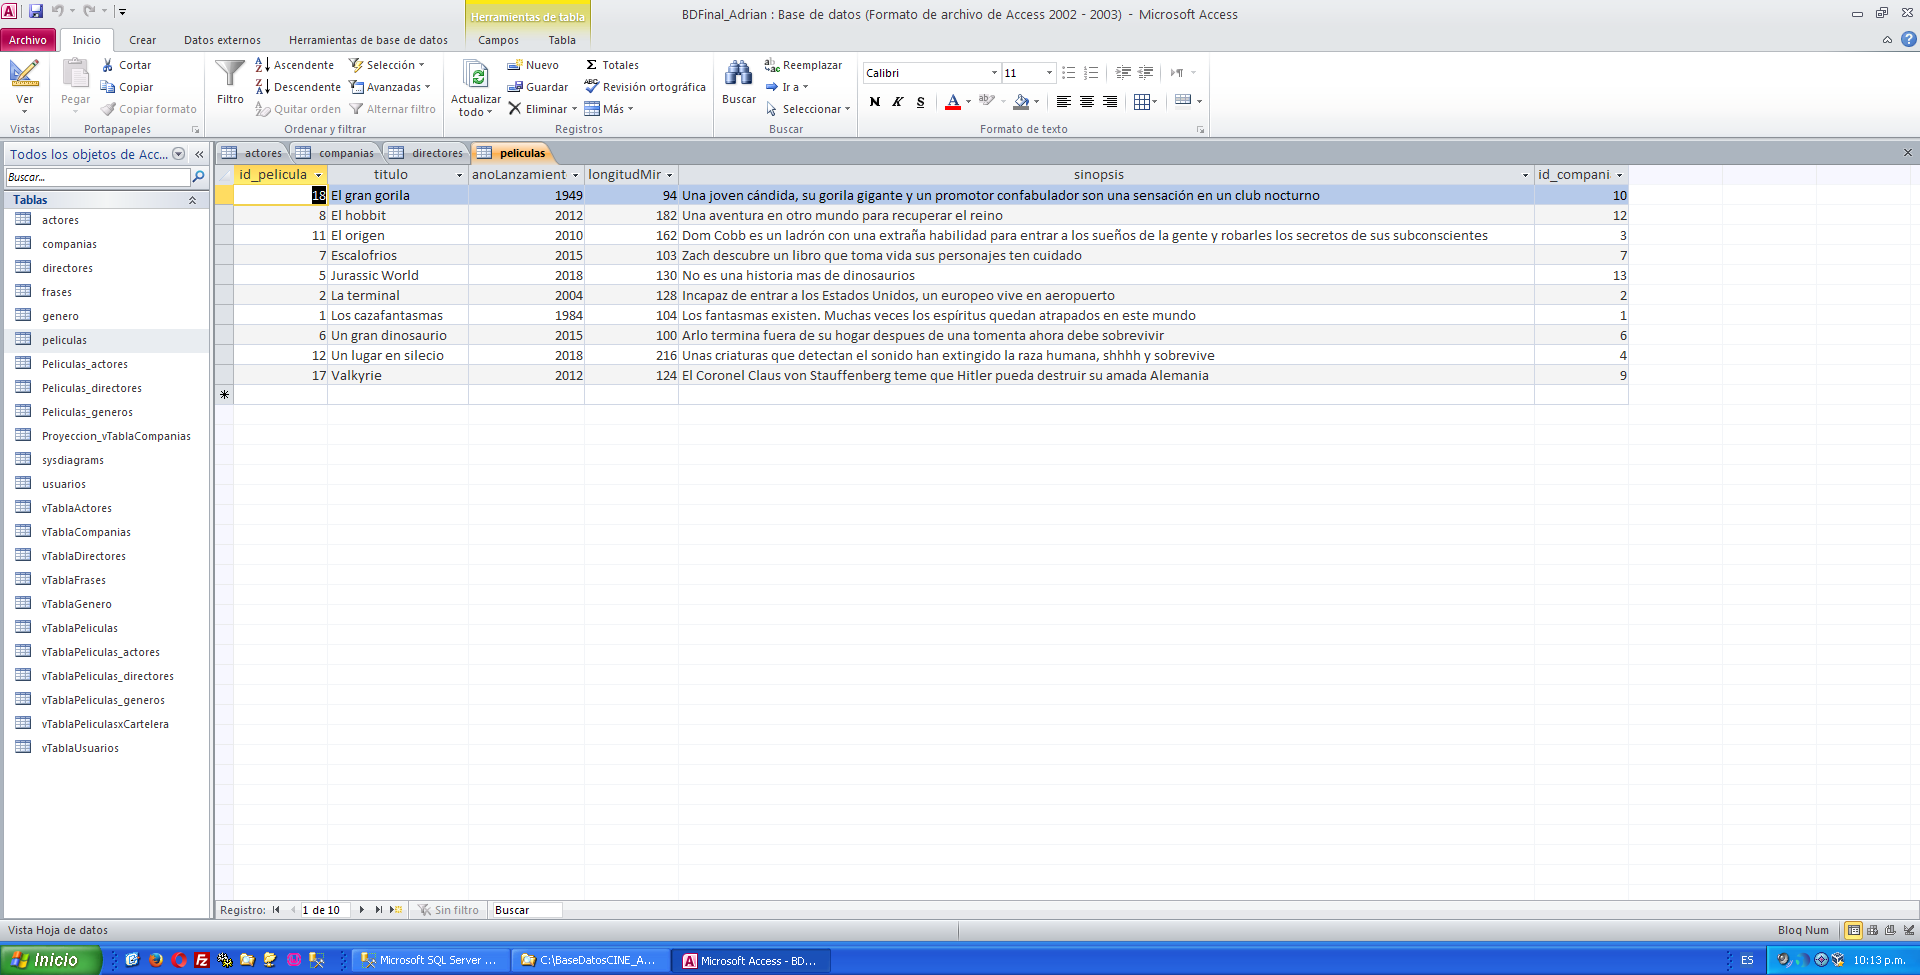 BDFinal_Adrian : Base de datos (Formato de archivo de Access 2002 - 2003) - Microsoft Access
Herramientas de tabla
Archivo Inicio Crear Datos externos Herramientas de base de datos Campos Tabla
Ver
Vistas
Pegar
Cortar
Copiar
Copiar formato
Portapapeles
Filtro
Ascendente
Descendente
Quitar orden
Selección
Avanzadas
Alternar filtro
Ordenar y filtrar
Actualizar
todo
Nuevo
Guardar
Eliminar
Totales
Revisión ortográfica
Más
Registros
Buscar
Reemplazar
Ir a
Seleccionar
Buscar
Calibri 11
N K S
Formato de texto
Todos los objetos de Acc...
Buscar...
Tablas
actores
companias
directores
frases
genero
peliculas
Peliculas_actores
Peliculas_directores
Peliculas_generos
Proyeccion_vTablaCompanias
sysdiagrams
usuarios
vTablaActores
vTablaCompanias
vTablaDirectores
vTablaFrases
vTablaGenero
vTablaPeliculas
vTablaPeliculas_actores
vTablaPeliculas_directores
vTablaPeliculas_generos
vTablaPeliculasxCartelera
vTablaUsuarios
actores companias directores peliculas
id_pelicula titulo anoLanzamient longitudMir sinopsis id_compani
18 El gran gorila 1949 94 Una joven cándida, su gorila gigante y un promotor confabulador son una sensación en un club nocturno 10
8 El hobbit 2012 182 Una aventura en otro mundo para recuperar el reino 12
11 El origen 2010 162 Dom Cobb es un ladrón con una extraña habilidad para entrar a los sueños de la gente y robarles los secretos de sus subconscientes 3
7 Escalofrios 2015 103 Zach descubre un libro que toma vida sus personajes ten cuidado 7
5 Jurassic World 2018 130 No es una historia mas de dinosaurios 13
2 La terminal 2004 128 Incapaz de entrar a los Estados Unidos, un europeo vive en aeropuerto 2
1 Los cazafantasmas 1984 104 Los fantasmas existen. Muchas veces los espíritus quedan atrapados en este mundo 1
6 Un gran dinosaurio 2015 100 Arlo termina fuera de su hogar despues de una tomenta ahora debe sobrevivir 6
12 Un lugar en silecio 2018 216 Unas criaturas que detectan el sonido han extingido la raza humana, shhhh y sobrevive 4
17 Valkyrie 2012 124 El Coronel Claus von Stauffenberg teme que Hitler pueda destruir su amada Alemania 9
Registro: 1 de 10 Sin filtro Buscar
Vista Hoja de datos Bloq Num
Inicio Microsoft SQL Server ... C:\BaseDatosCINE_A... Microsoft Access - BD... ES 10:13 p.m.